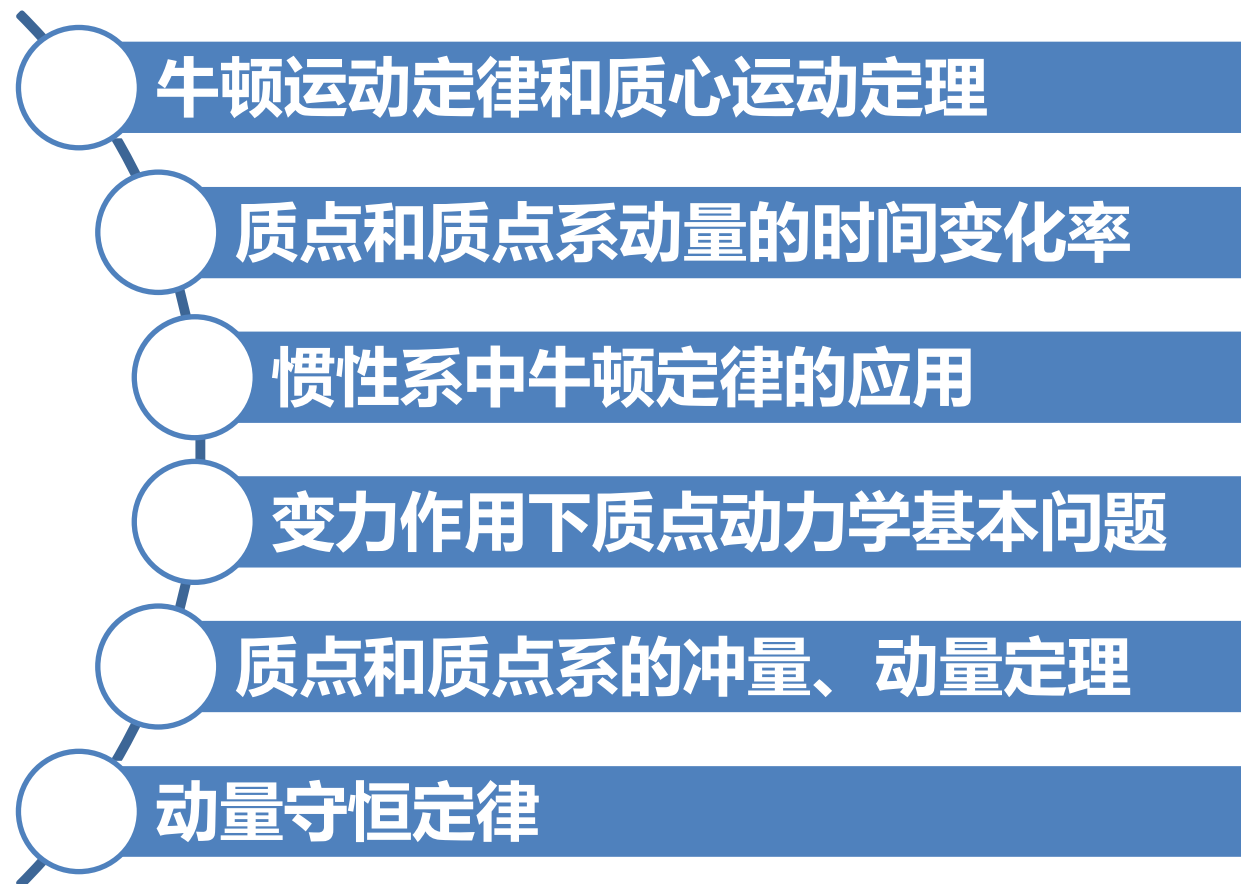 牛顿运动定律和质心运动定理
质点和质点系动量的时间变化率
惯性系中牛顿定律的应用
变力作用下质点动力学基本问题
质点和质点系的冲量、动量定理
动量守恒定律